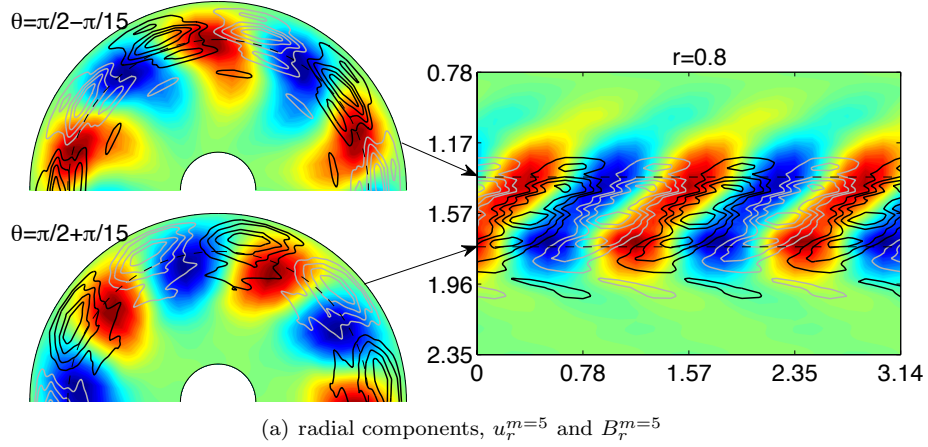 θ=π/2−π/15
r=0.8
0.78
1.17
1.57
1.96
2.35
0 0.78 1.57 2.35 3.14
θ=π/2+π/15
(a) radial components, $u_r^{m=5}$ and $B_r^{m=5}$